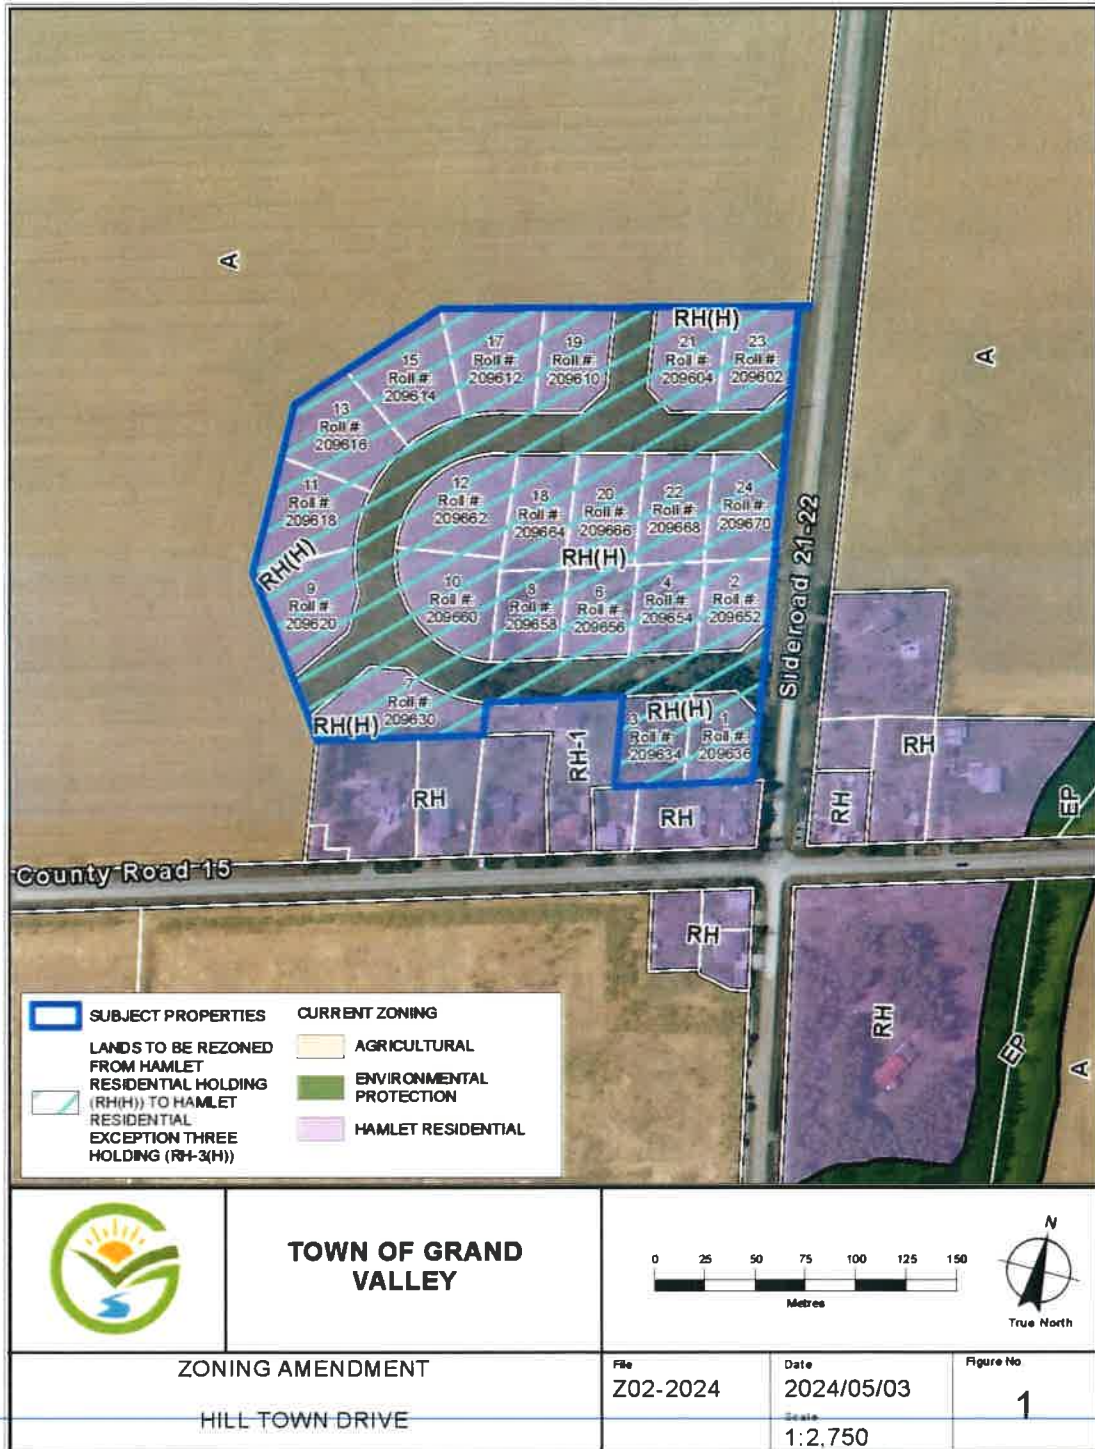 A
RH(H)
17
Roll #
209612
19
Roll #
209610
21
Roll #
209604
23
Roll #
209602
15
Roll #
209614
A
13
Roll #
209616
11
Roll #
209618
12
Roll #
209662
18
Roll #
209664
20
Roll #
209666
22
Roll #
209668
24
Roll #
209670
RH(H)
RH(H)
9
Roll #
209620
10
Roll #
209660
8
Roll #
209658
6
Roll #
209656
4
Roll #
209654
2
Roll #
209652
Sideroad 21-22
7
Roll #
209630
RH(H)
RH(H)
3
Roll #
209634
1
Roll #
209636
RH-1
RH
RH
RH
RH
EP
County Road 15
RH
RH
EP
A
SUBJECT PROPERTIES
LANDS TO BE REZONED
FROM HAMLET
RESIDENTIAL HOLDING
(RH(H)) TO HAMLET
RESIDENTIAL
EXCEPTION THREE
HOLDING (RH-3(H))
CURRENT ZONING
AGRICULTURAL
ENVIRONMENTAL
PROTECTION
HAMLET RESIDENTIAL
TOWN OF GRAND
VALLEY
0 25 50 75 100 125 150
Metres
N
True North
ZONING AMENDMENT
HILL TOWN DRIVE
File
Z02-2024
Date
2024/05/03
Scale
1:2,750
Figure No.
1